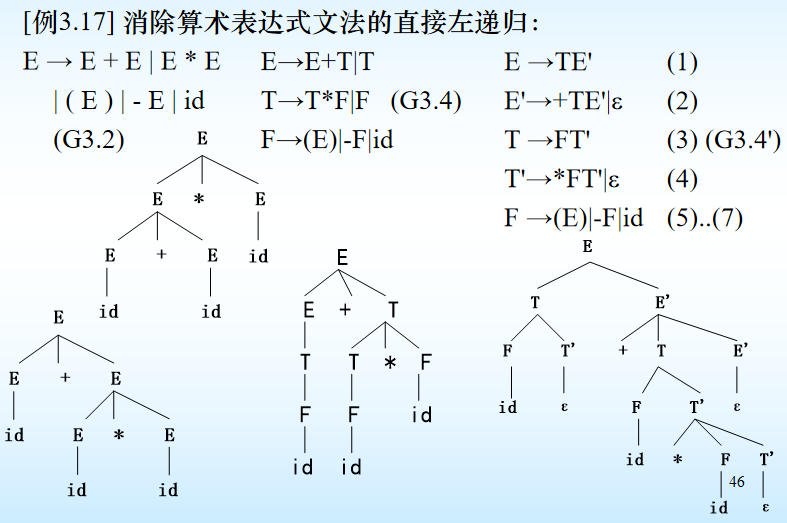 [例3.17] 消除算术表达式文法的直接左递归：
E → E + E | E * E
| ( E ) | - E | id
(G3.2)
E→E+T|T
T→T*F|F (G3.4)
F→(E)|-F|id
E →TE' (1)
E'→+TE'|ε (2)
T →FT' (3) (G3.4')
T'→*FT'|ε (4)
F →(E)|-F|id (5)..(7)
E
E * E
E + E id
id id
E
E + E
id E * E
id id
E
E + T
T T * F
F F id
id id
E
T E'
F T' + T E'
id ε F T' ε
id * F T'
id ε
46